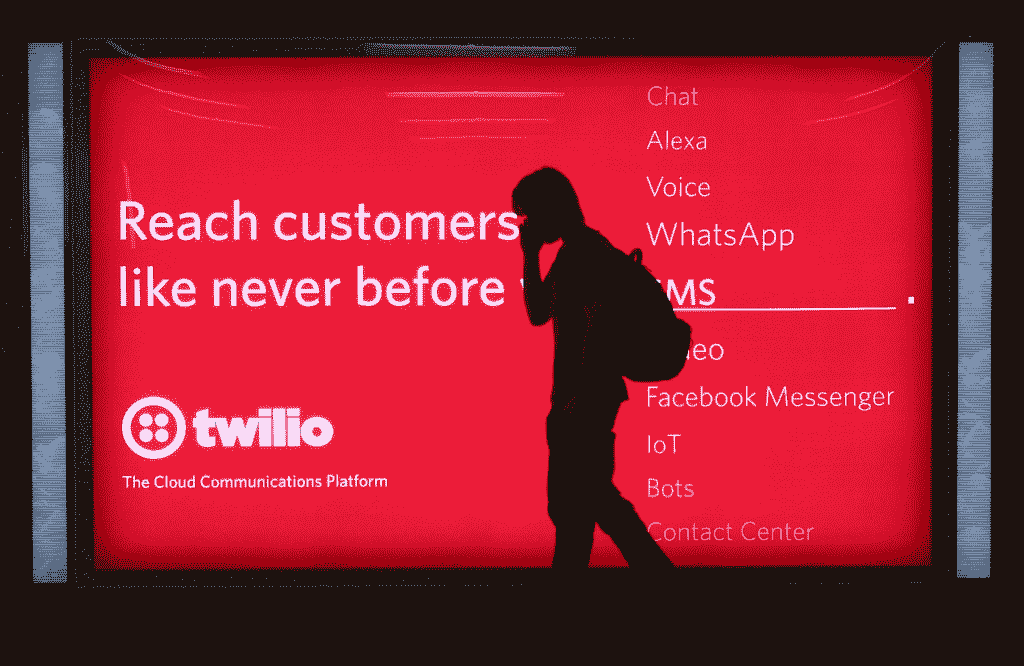 Reach customers
like never before
twilio
The Cloud Communications Platform
Chat
Alexa
Voice
WhatsApp
SMS
Facebook Messenger
IoT
Bots
Contact Center